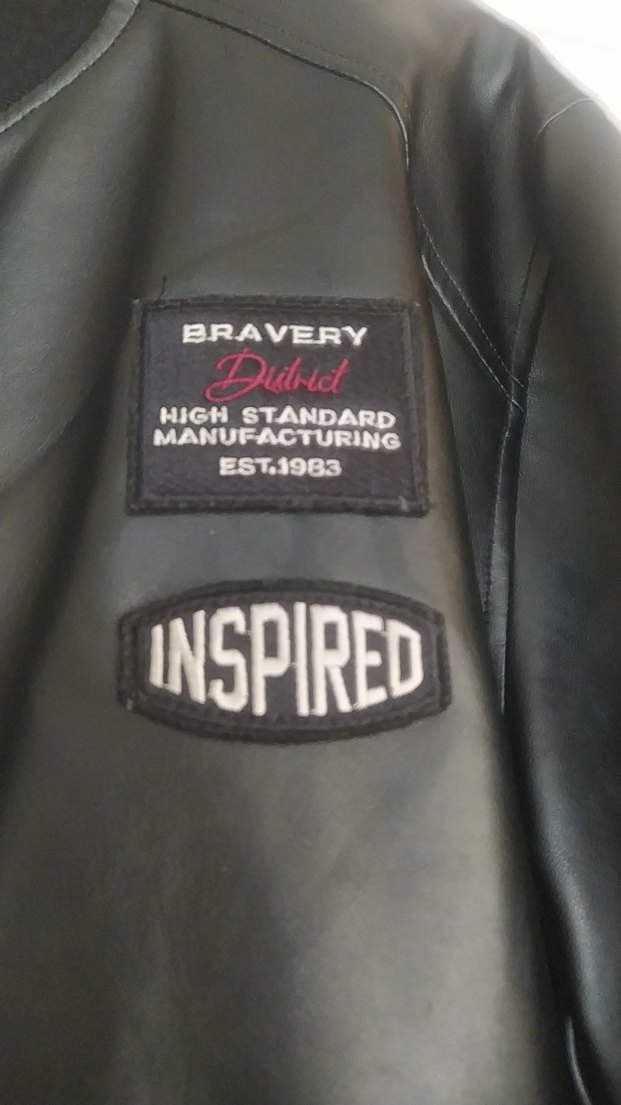 BRAVERY
District
HIGH STANDARD
MANUFACTURING
EST.1983
INSPIRED